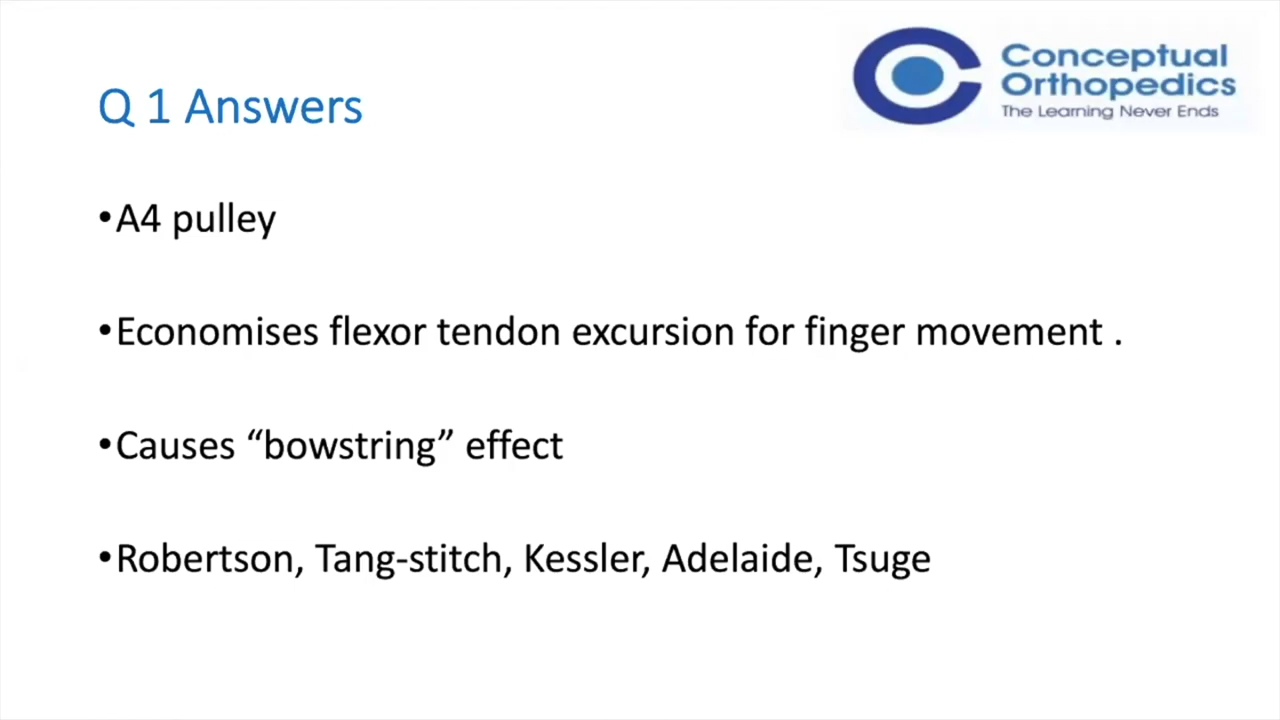 Conceptual
Orthopedics
The Learning Never Ends
Q 1 Answers
•A4 pulley
•Economises flexor tendon excursion for finger movement .
•Causes “bowstring” effect
•Robertson, Tang-stitch, Kessler, Adelaide, Tsuge